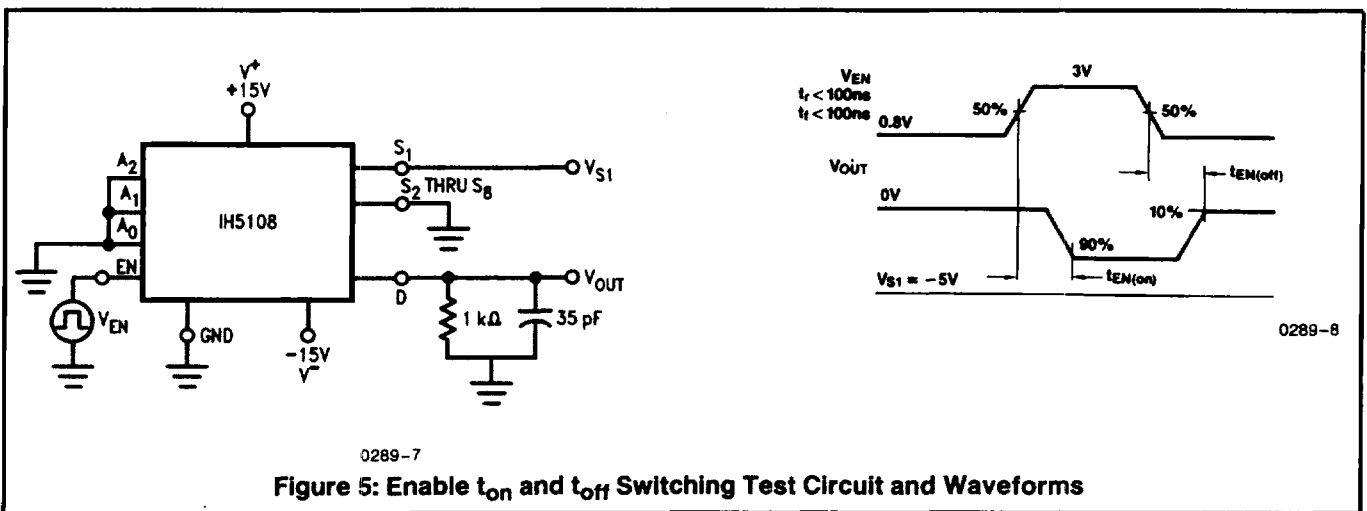 V+
+15V
A2
A1
A0
EN
IH5108
S1
VS1
S2 THRU S8
D
VOUT
VEN
GND
-15V
V-
1 kΩ
35 pF
0289-7
VEN
tr < 100ns
tf < 100ns
3V
50%
50%
0.8V
VOUT
tEN(off)
0V
10%
90%
VS1 = -5V
tEN(on)
0289-8
Figure 5: Enable ton and toff Switching Test Circuit and Waveforms